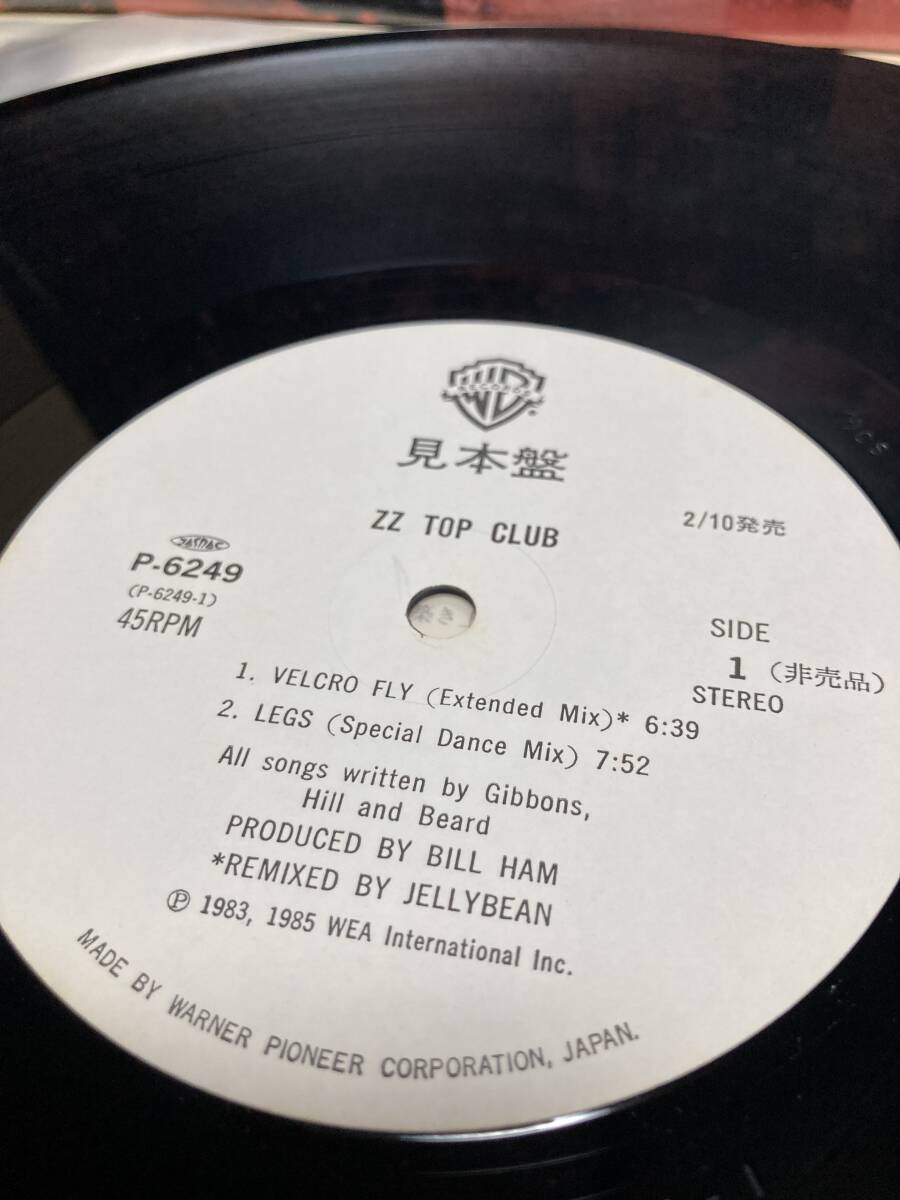 RECORDS
見本盤
ZZ TOP CLUB
2/10発売
JASRAC
P-6249
(P-6249-1)
45RPM
SIDE
1 (非売品)
STEREO
1. VELCRO FLY (Extended Mix)* 6:39
2. LEGS (Special Dance Mix) 7:52
All songs written by Gibbons,
Hill and Beard
PRODUCED BY BILL HAM
*REMIXED BY JELLYBEAN
Ⓟ 1983, 1985 WEA International Inc.
MADE BY WARNER PIONEER CORPORATION, JAPAN.